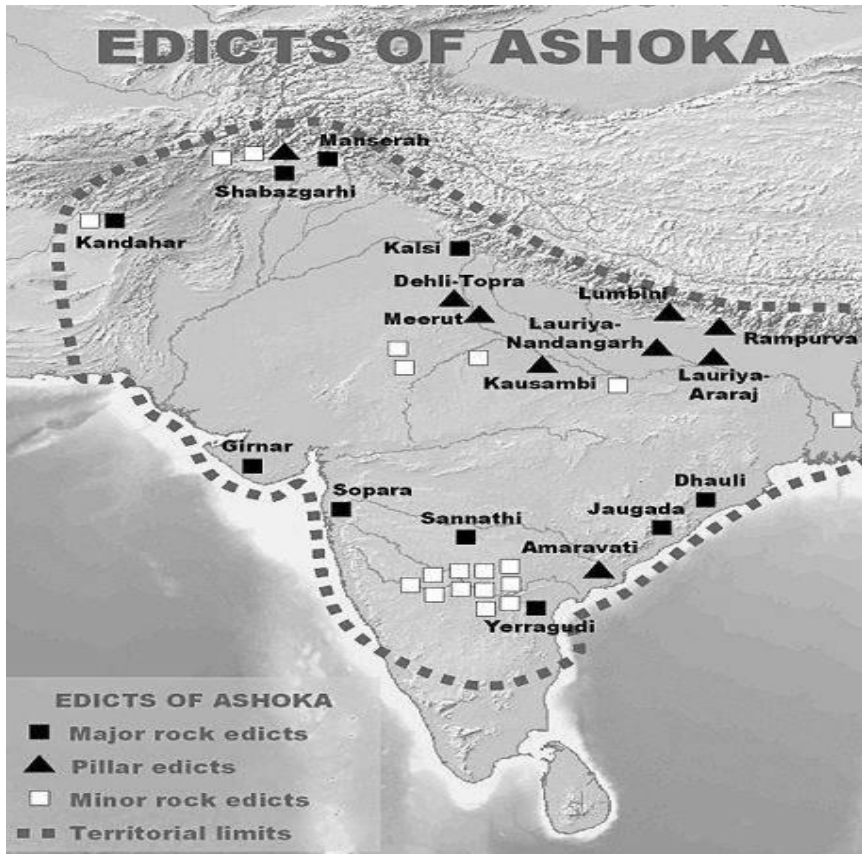 EDICTS OF ASHOKA
Manserah
Shabazgarhi
Kandahar
Kalsi
Dehli-Topra
Lumbini
Meerut
Lauriya-
Nandangarh
Rampurva
Kausambi
Lauriya-
Araraj
Girnar
Sopara
Dhauli
Sannathi
Jaugada
Amaravati
Yerragudi
EDICTS OF ASHOKA
Major rock edicts
Pillar edicts
Minor rock edicts
Territorial limits